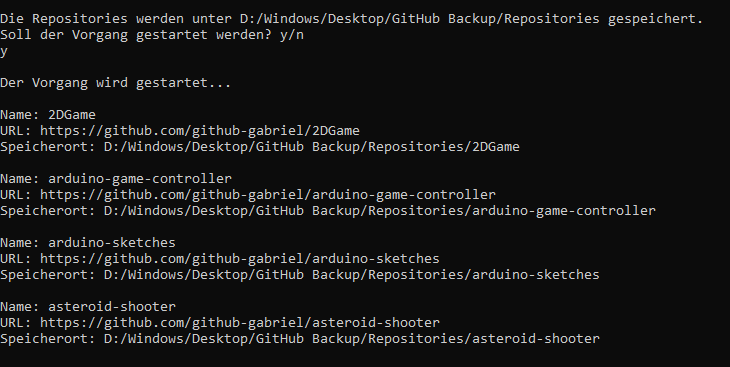 Die Repositories werden unter D:/Windows/Desktop/GitHub Backup/Repositories gespeichert.
Soll der Vorgang gestartet werden? y/n
y
Der Vorgang wird gestartet...
Name: 2DGame
URL: https://github.com/github-gabriel/2DGame
Speicherort: D:/Windows/Desktop/GitHub Backup/Repositories/2DGame
Name: arduino-game-controller
URL: https://github.com/github-gabriel/arduino-game-controller
Speicherort: D:/Windows/Desktop/GitHub Backup/Repositories/arduino-game-controller
Name: arduino-sketches
URL: https://github.com/github-gabriel/arduino-sketches
Speicherort: D:/Windows/Desktop/GitHub Backup/Repositories/arduino-sketches
Name: asteroid-shooter
URL: https://github.com/github-gabriel/asteroid-shooter
Speicherort: D:/Windows/Desktop/GitHub Backup/Repositories/asteroid-shooter